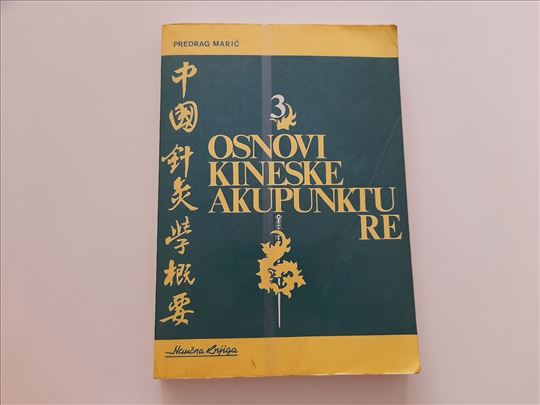 PREDRAG MARIĆ
中國針灸學概要
3
OSNOVI
KINESKE
AKUPUNKTU
RE
Naučna knjiga